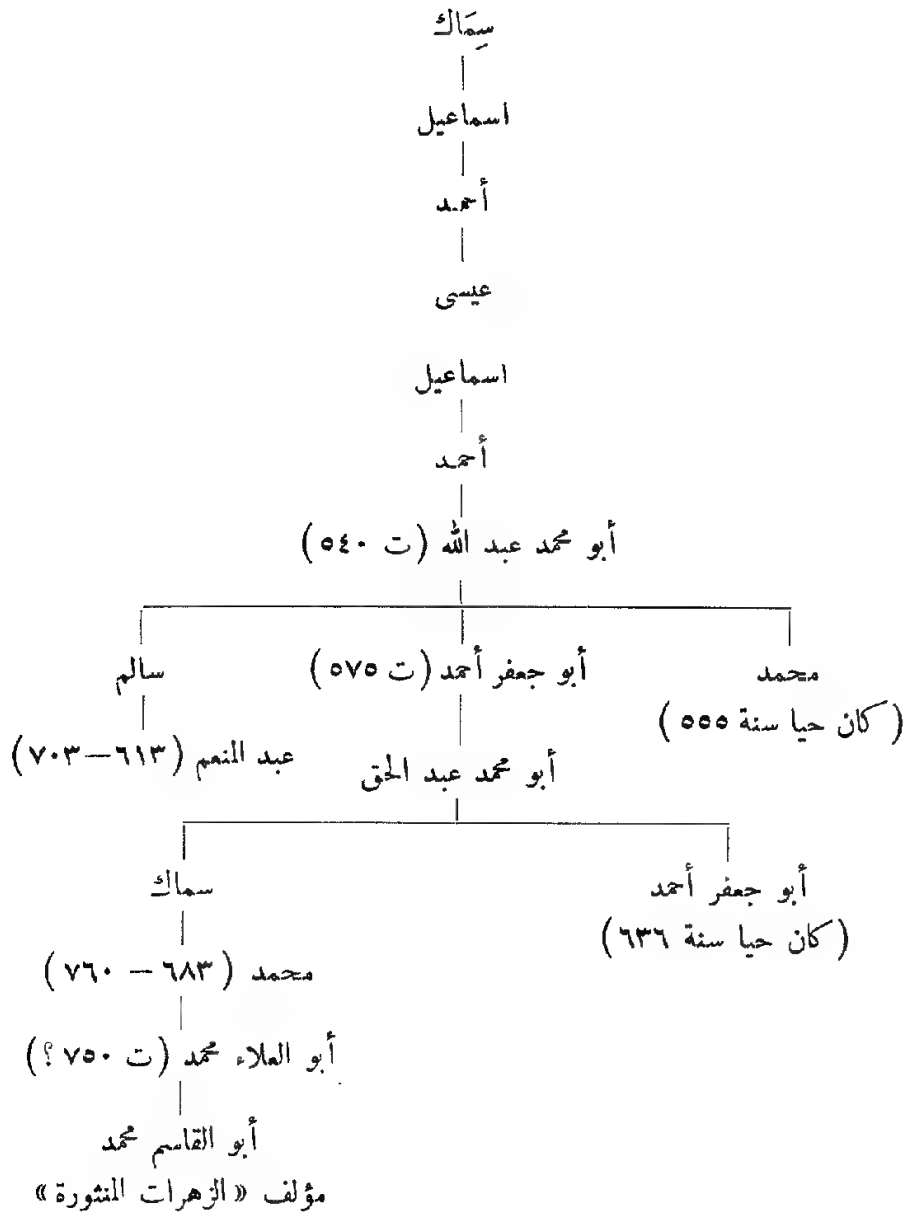 سِمَاك
اسماعيل
أحمد
عيسى
اسماعيل
أحمد
أبو محمد عبد الله (ت ٥٤٠)
محمد
(كان حيا سنة ٥٥٥)
أبو جعفر أحمد (ت ٥٧٥)
سالم
عبد المنعم (٦١٣—٧٠٣)
أبو محمد عبد الحق
أبو جعفر أحمد
(كان حيا سنة ٦٣٦)
سماك
محمد (٦٨٣ — ٧٦٠)
أبو العلاء محمد (ت ٧٥٠ ؟)
أبو القاسم محمد
مؤلف «الزهرات المنثورة»